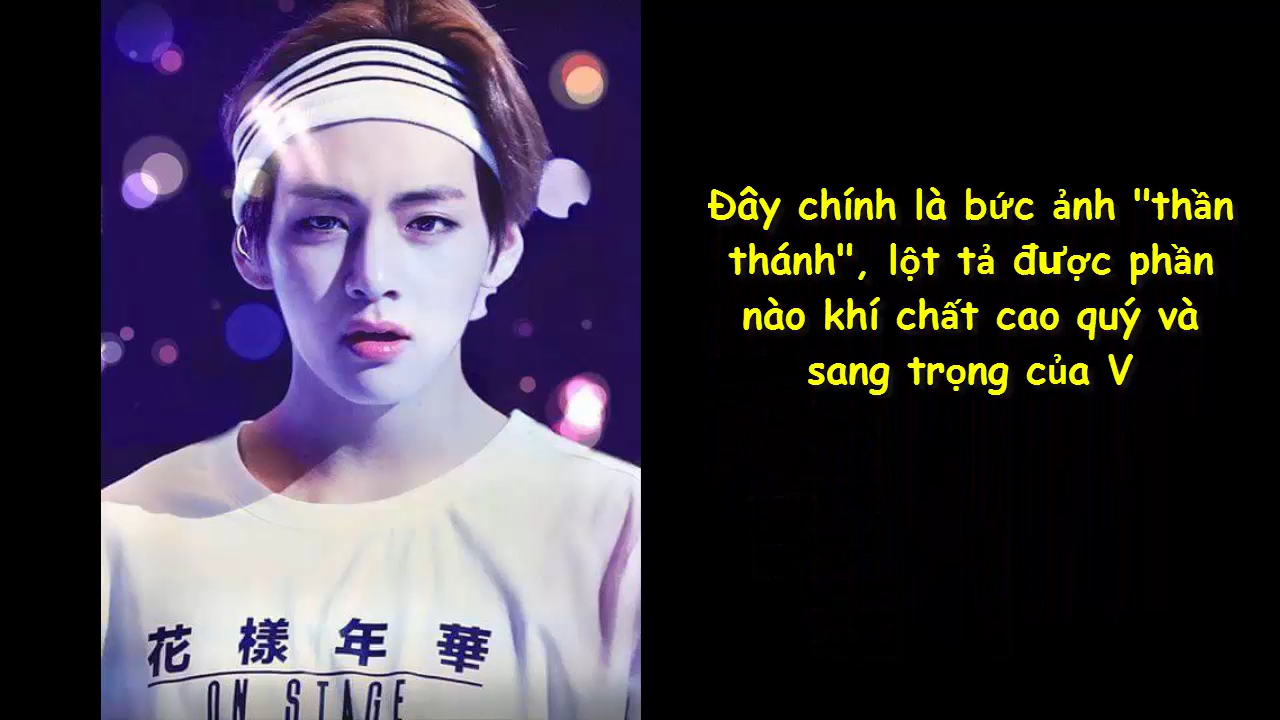 Đây chính là bức ảnh "thần
thánh", lột tả được phần
nào khí chất cao quý và
sang trọng của V
花 樣 年 華
ON STAGE